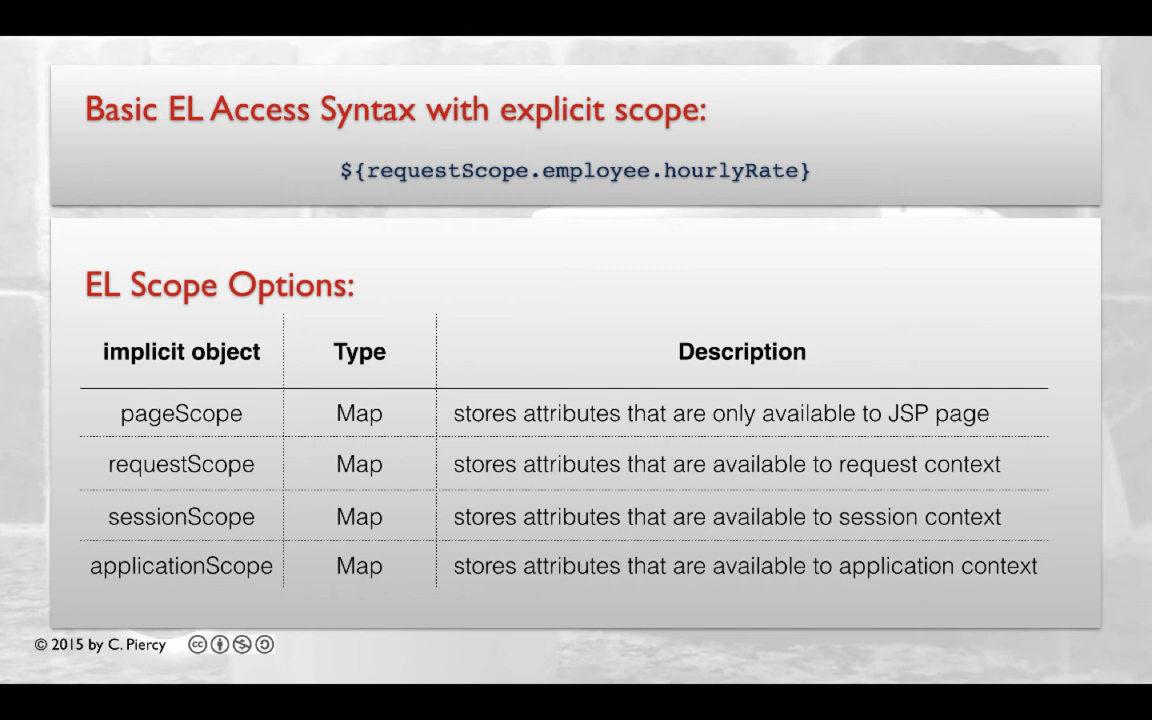 Basic EL Access Syntax with explicit scope:
${requestScope.employee.hourlyRate}
EL Scope Options:
implicit object Type Description
pageScope Map stores attributes that are only available to JSP page
requestScope Map stores attributes that are available to request context
sessionScope Map stores attributes that are available to session context
applicationScope Map stores attributes that are available to application context
© 2015 by C. Piercy cc